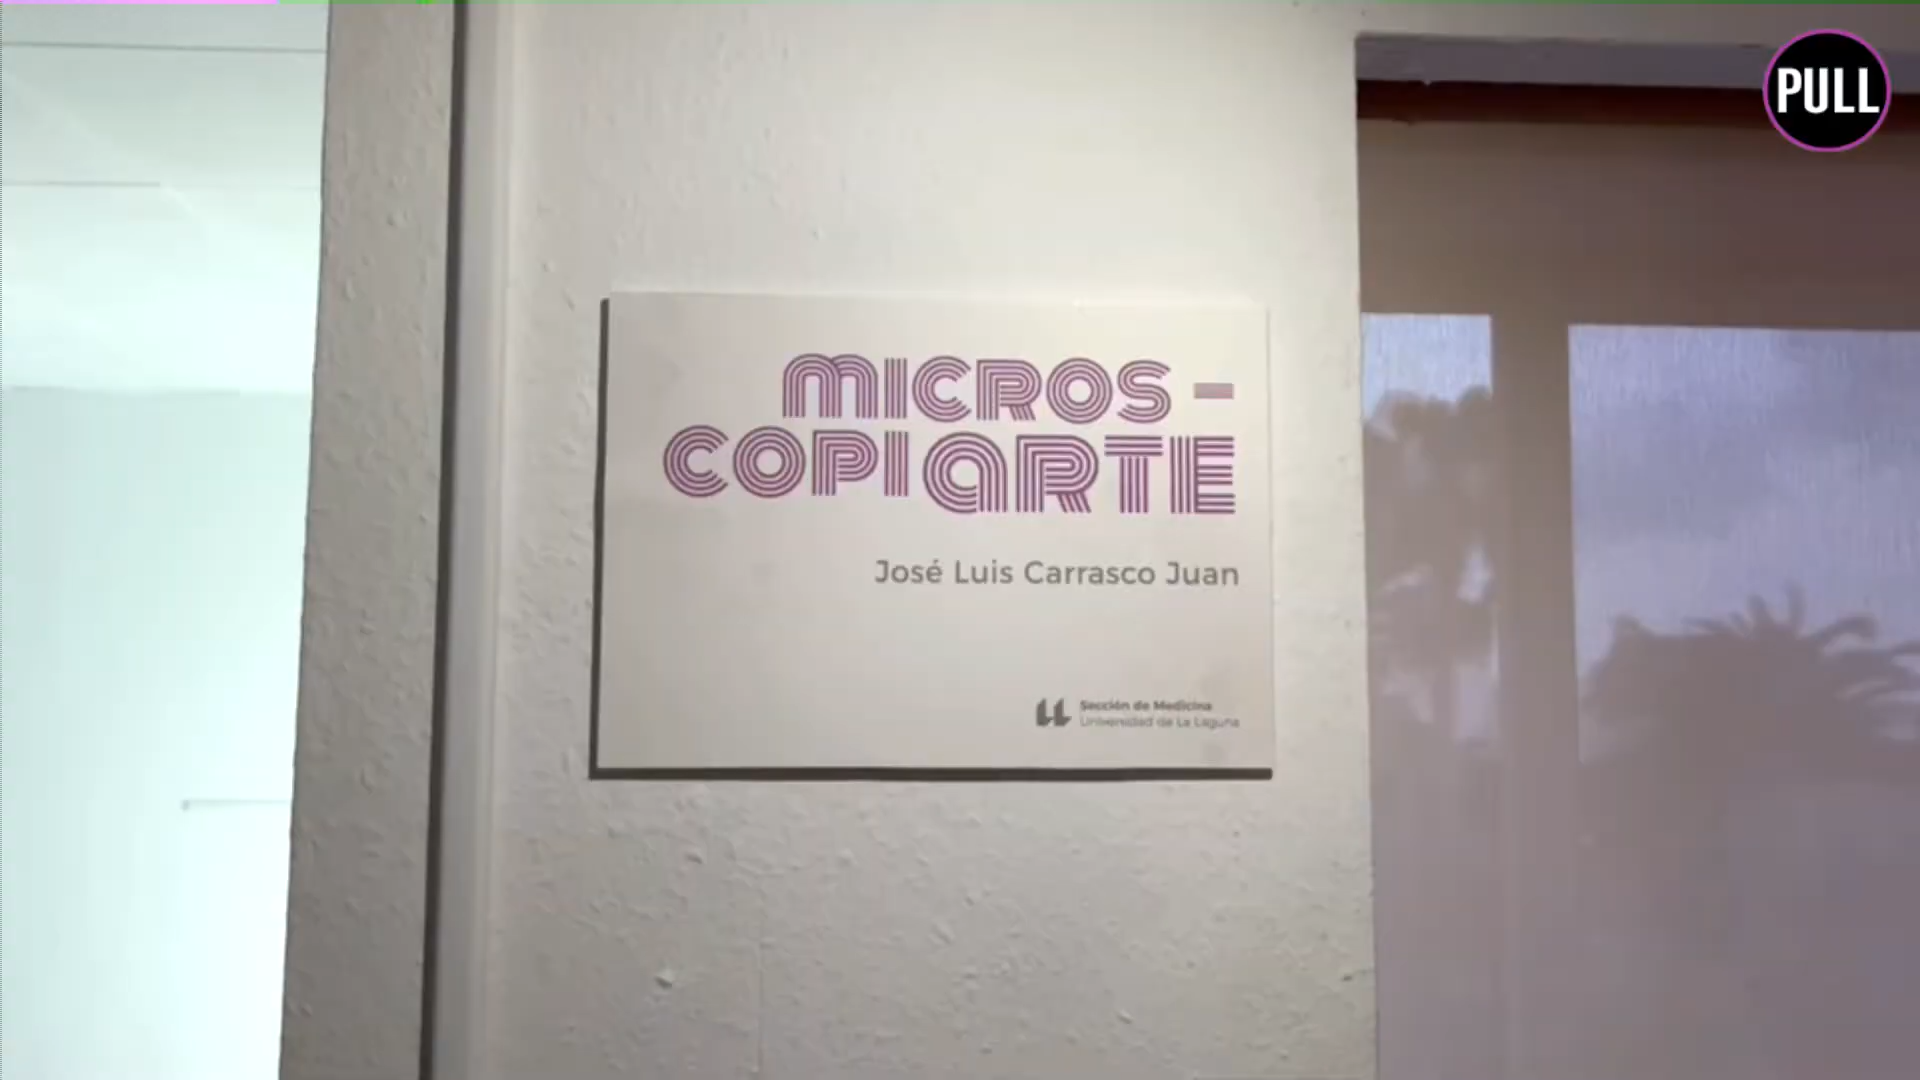 PULL
MICROS -
COPIARTE
José Luis Carrasco Juan
Sección de Medicina
Universidad de La Laguna